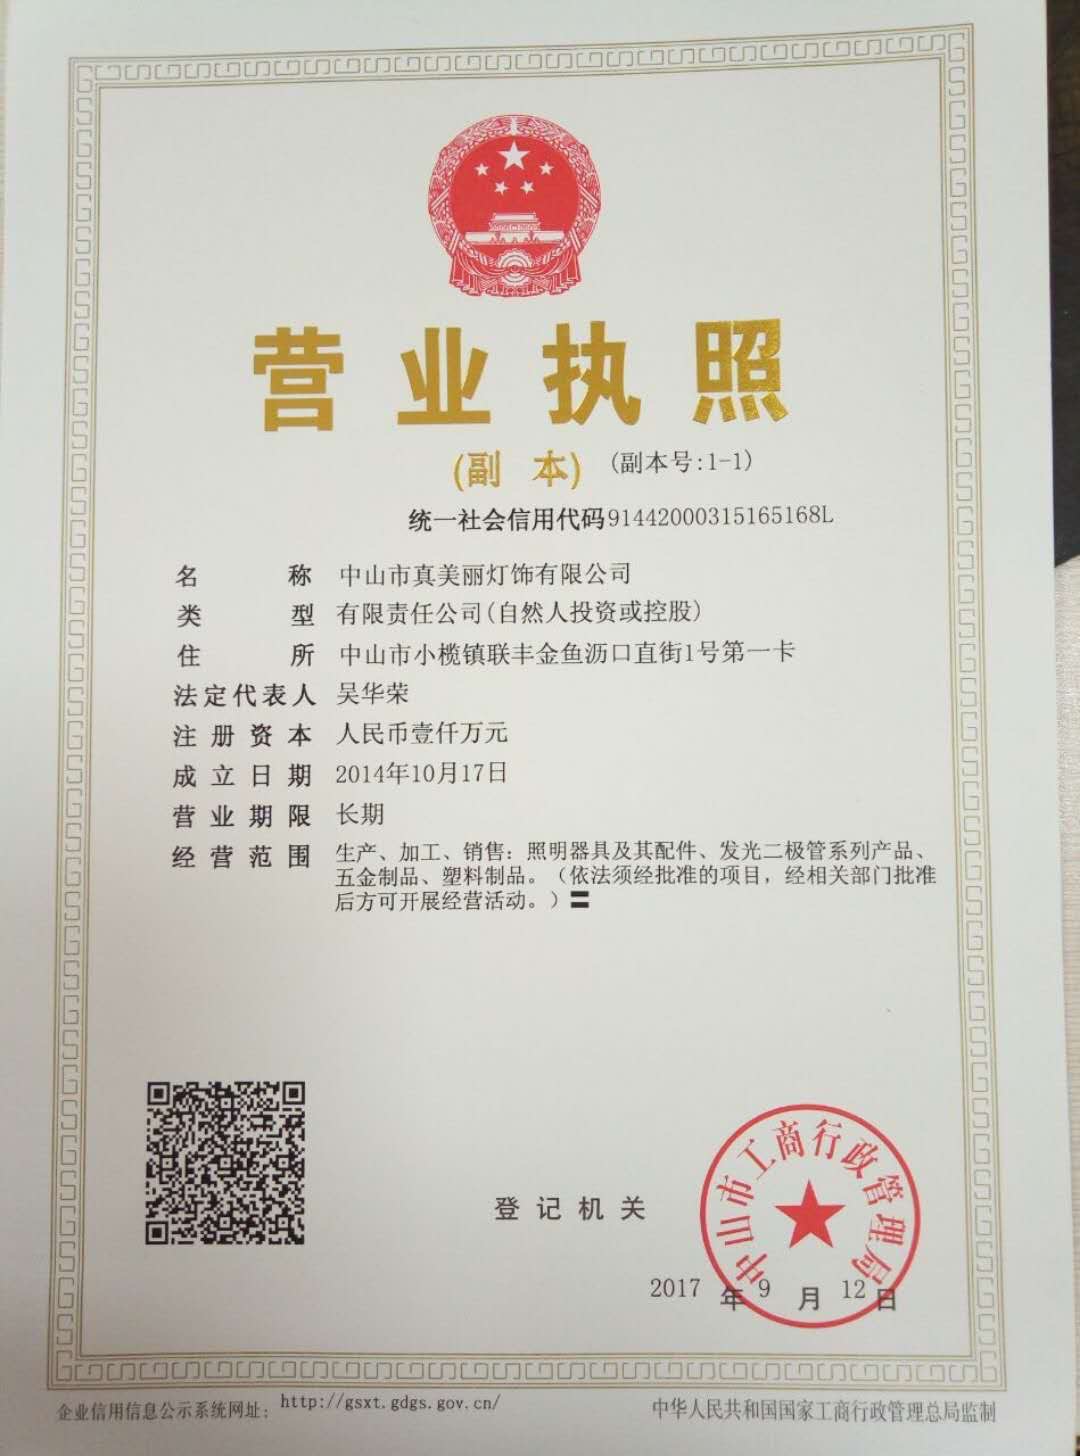 营业执照
(副本) (副本号:1-1)
统一社会信用代码91442000315165168L
名称 中山市真美丽灯饰有限公司
类型 有限责任公司(自然人投资或控股)
住所 中山市小榄镇联丰金鱼沥口直街1号第一卡
法定代表人 吴华荣
注册资本 人民币壹仟万元
成立日期 2014年10月17日
营业期限 长期
经营范围 生产、加工、销售：照明器具及其配件、发光二极管系列产品、
五金制品、塑料制品。（依法须经批准的项目，经相关部门批准
后方可开展经营活动。）〓
登记机关
中山市工商行政管理局
2017年9月12日
企业信用信息公示系统网址：http://gsxt.gdgs.gov.cn/
中华人民共和国国家工商行政管理总局监制